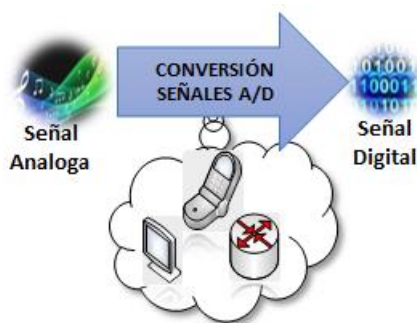 CONVERSIÓN
SEÑALES A/D
Señal
Analoga
Señal
Digital